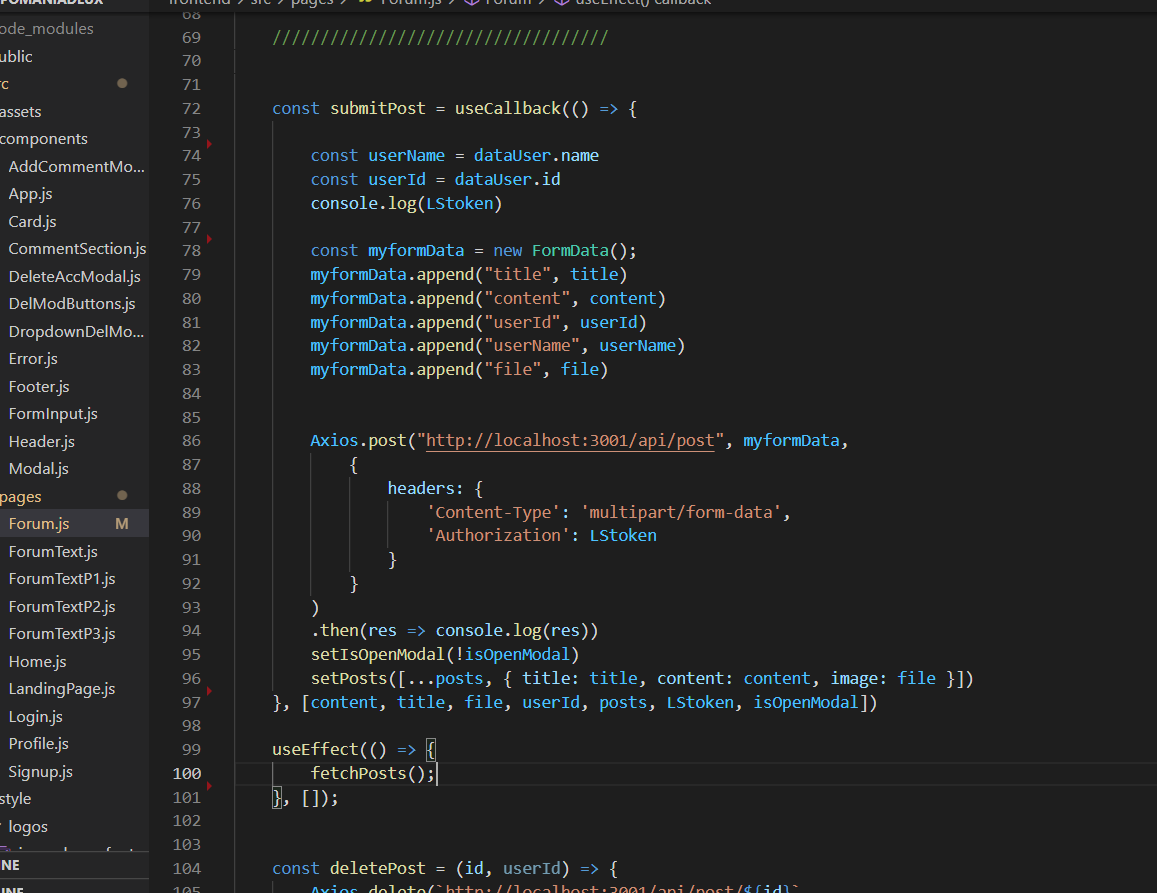 frontend > src > pages > Forum.js > Forum > useEffect() callback
ode_modules
ublic
rc
assets
components
AddCommentMo...
App.js
Card.js
CommentSection.js
DeleteAccModal.js
DelModButtons.js
DropdownDelMo...
Error.js
Footer.js
FormInput.js
Header.js
Modal.js
pages
Forum.js M
ForumText.js
ForumTextP1.js
ForumTextP2.js
ForumTextP3.js
Home.js
LandingPage.js
Login.js
Profile.js
Signup.js
style
logos
NE
68
69 ///////////////////////////////////
70
71
72 const submitPost = useCallback(() => {
73
74 const userName = dataUser.name
75 const userId = dataUser.id
76 console.log(LStoken)
77
78 const myformData = new FormData();
79 myformData.append("title", title)
80 myformData.append("content", content)
81 myformData.append("userId", userId)
82 myformData.append("userName", userName)
83 myformData.append("file", file)
84
85
86 Axios.post("http://localhost:3001/api/post", myformData,
87 {
88 headers: {
89 'Content-Type': 'multipart/form-data',
90 'Authorization': LStoken
91 }
92 }
93 )
94 .then(res => console.log(res))
95 setIsOpenModal(!isOpenModal)
96 setPosts([...posts, { title: title, content: content, image: file }])
97 }, [content, title, file, userId, posts, LStoken, isOpenModal])
98
99 useEffect(() => {
100 fetchPosts();
101 }, []);
102
103
104 const deletePost = (id, userId) => {
105 Axios.delete(`http://localhost:3001/api/post/${id}`